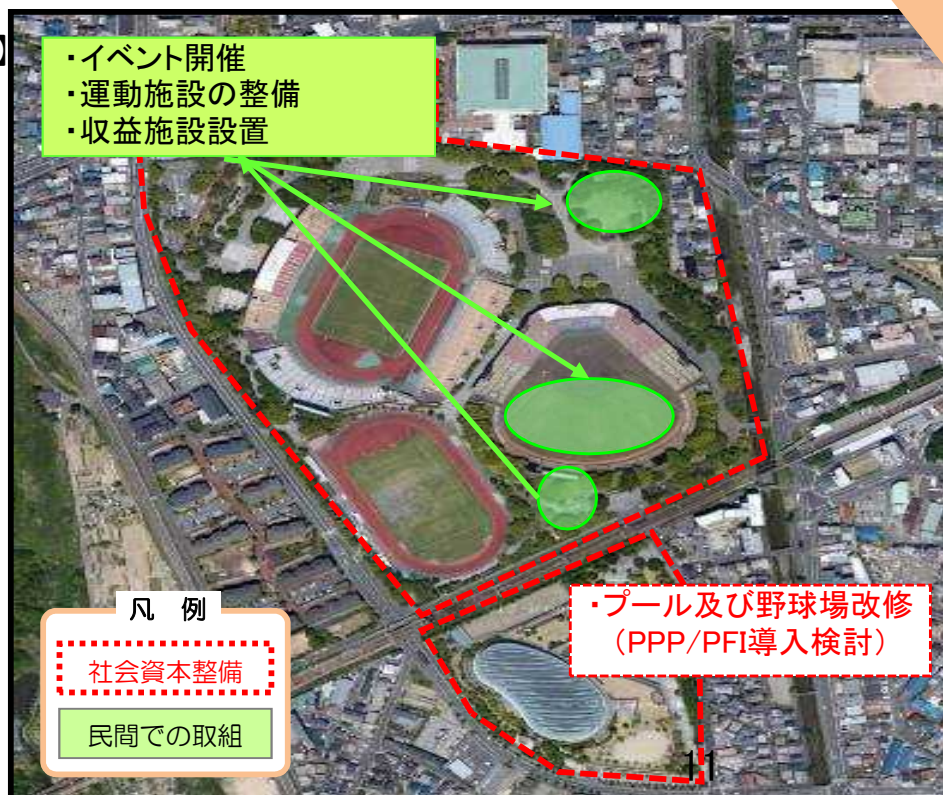 】
・イベント開催
・運動施設の整備
・収益施設設置
・プール及び野球場改修
(PPP/PFI導入検討)
凡 例
社会資本整備
民間での取組
11